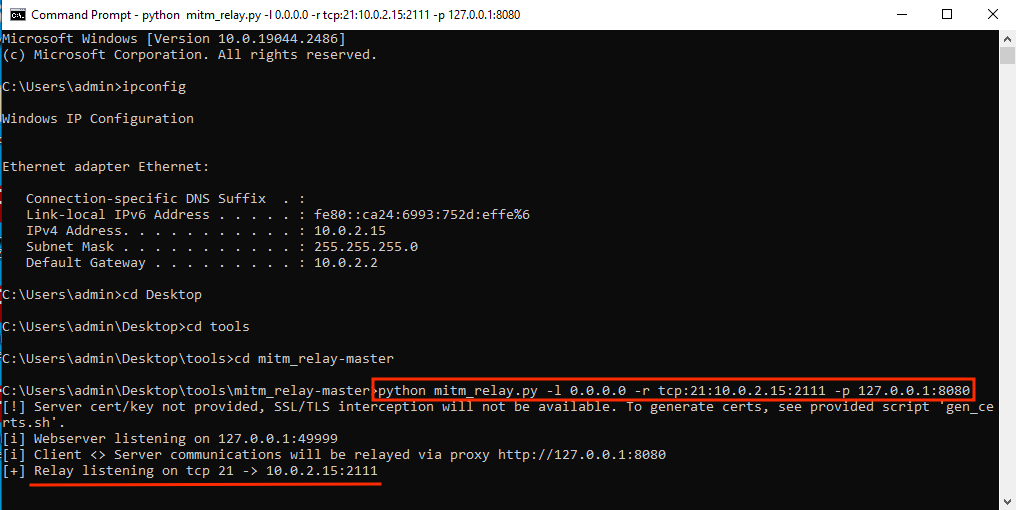 Command Prompt - python  mitm_relay.py -l 0.0.0.0 -r tcp:21:10.0.2.15:2111 -p 127.0.0.1:8080
Microsoft Windows [Version 10.0.19044.2486]
(c) Microsoft Corporation. All rights reserved.
C:\Users\admin>ipconfig
Windows IP Configuration
Ethernet adapter Ethernet:
Connection-specific DNS Suffix  . :
Link-local IPv6 Address . . . . . : fe80::ca24:6993:752d:effe%6
IPv4 Address. . . . . . . . . . . : 10.0.2.15
Subnet Mask . . . . . . . . . . . : 255.255.255.0
Default Gateway . . . . . . . . . : 10.0.2.2
C:\Users\admin>cd Desktop
C:\Users\admin\Desktop>cd tools
C:\Users\admin\Desktop\tools>cd mitm_relay-master
C:\Users\admin\Desktop\tools\mitm_relay-master>python mitm_relay.py -l 0.0.0.0 -r tcp:21:10.0.2.15:2111 -p 127.0.0.1:8080
[!] Server cert/key not provided, SSL/TLS interception will not be available. To generate certs, see provided script 'gen_ce
rts.sh'.
[i] Webserver listening on 127.0.0.1:49999
[i] Client <> Server communications will be relayed via proxy http://127.0.0.1:8080
[+] Relay listening on tcp 21 -> 10.0.2.15:2111